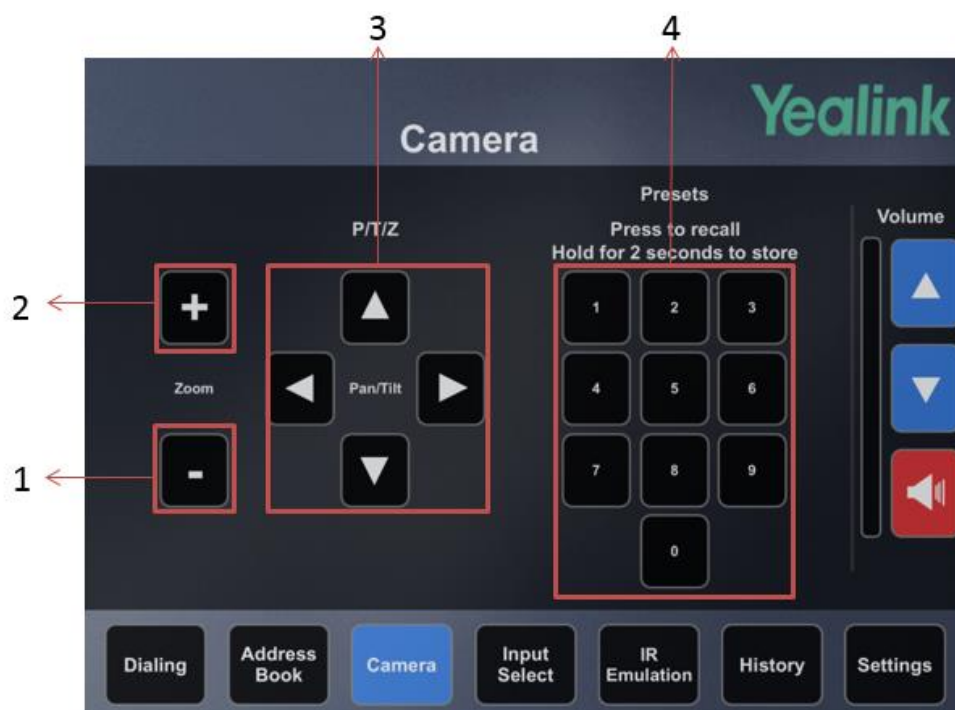 3
4
Yealink
Camera
Presets
P/T/Z
Press to recall
Volume
Hold for 2 seconds to store
2
+
1
2
3
Zoom
Pan/Tilt
4
5
6
1
-
7
8
9
0
Dialing
Address
Book
Camera
Input
Select
IR
Emulation
History
Settings